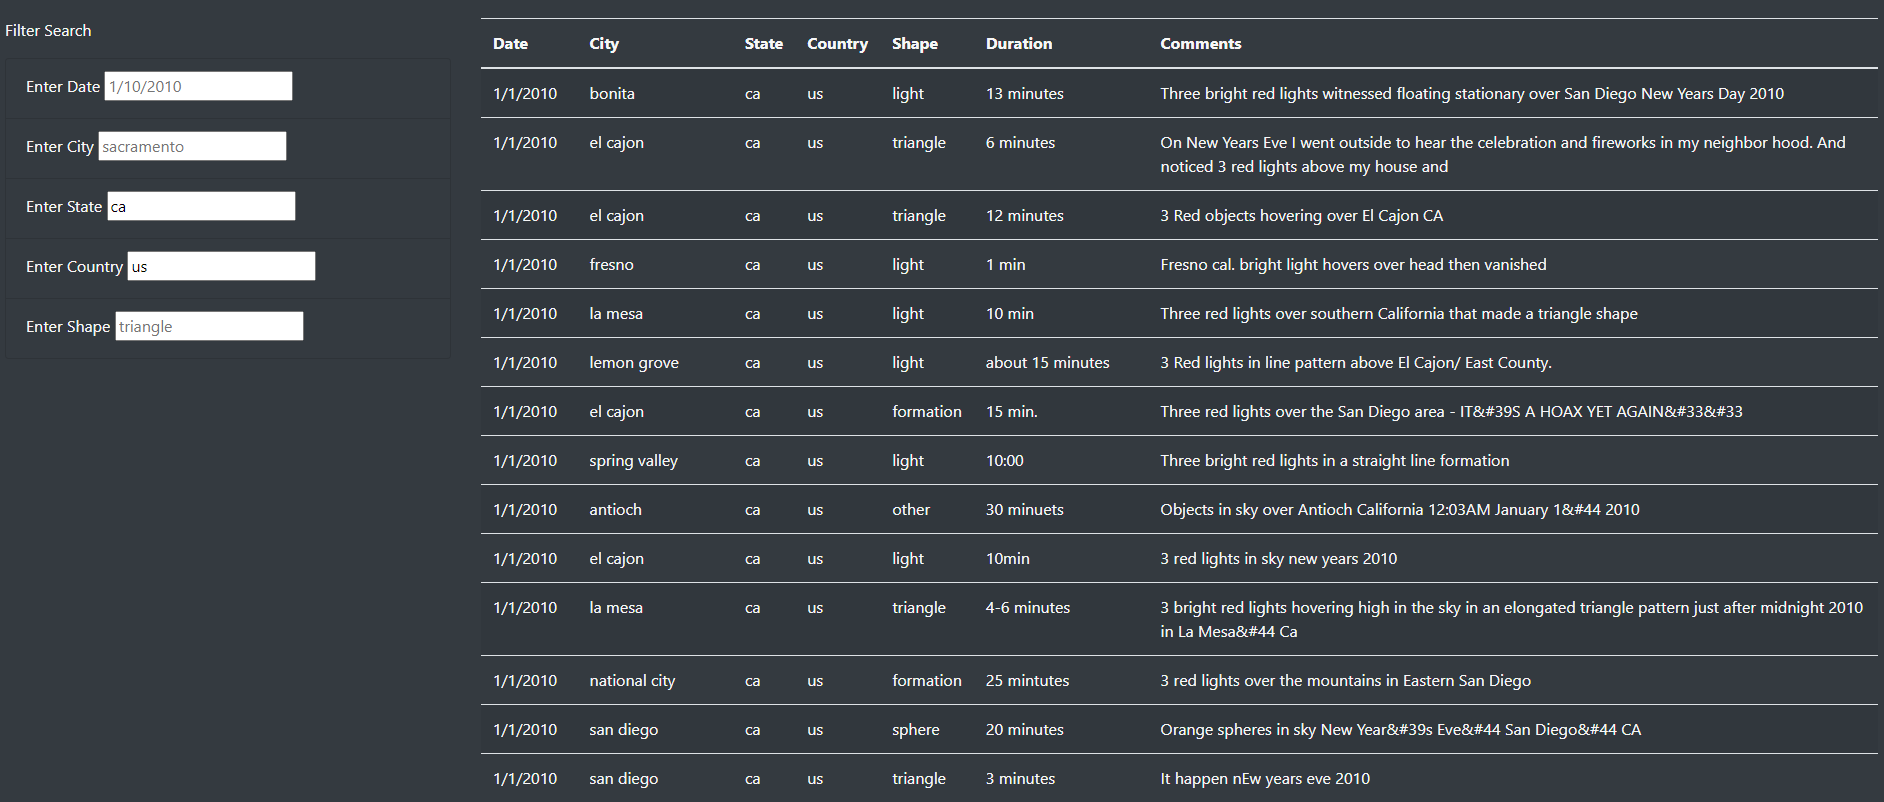 Filter Search
Enter Date 1/10/2010
Enter City sacramento
Enter State ca
Enter Country us
Enter Shape triangle
Date City State Country Shape Duration Comments
1/1/2010 bonita ca us light 13 minutes Three bright red lights witnessed floating stationary over San Diego New Years Day 2010
1/1/2010 el cajon ca us triangle 6 minutes On New Years Eve I went outside to hear the celebration and fireworks in my neighbor hood. And
noticed 3 red lights above my house and
1/1/2010 el cajon ca us triangle 12 minutes 3 Red objects hovering over El Cajon CA
1/1/2010 fresno ca us light 1 min Fresno cal. bright light hovers over head then vanished
1/1/2010 la mesa ca us light 10 min Three red lights over southern California that made a triangle shape
1/1/2010 lemon grove ca us light about 15 minutes 3 Red lights in line pattern above El Cajon/ East County.
1/1/2010 el cajon ca us formation 15 min. Three red lights over the San Diego area - IT&#39S A HOAX YET AGAIN&#33&#33
1/1/2010 spring valley ca us light 10:00 Three bright red lights in a straight line formation
1/1/2010 antioch ca us other 30 minuets Objects in sky over Antioch California 12:03AM January 1&#44 2010
1/1/2010 el cajon ca us light 10min 3 red lights in sky new years 2010
1/1/2010 la mesa ca us triangle 4-6 minutes 3 bright red lights hovering high in the sky in an elongated triangle pattern just after midnight 2010
in La Mesa&#44 Ca
1/1/2010 national city ca us formation 25 mintutes 3 red lights over the mountains in Eastern San Diego
1/1/2010 san diego ca us sphere 20 minutes Orange spheres in sky New Year&#39s Eve&#44 San Diego&#44 CA
1/1/2010 san diego ca us triangle 3 minutes It happen nEw years eve 2010